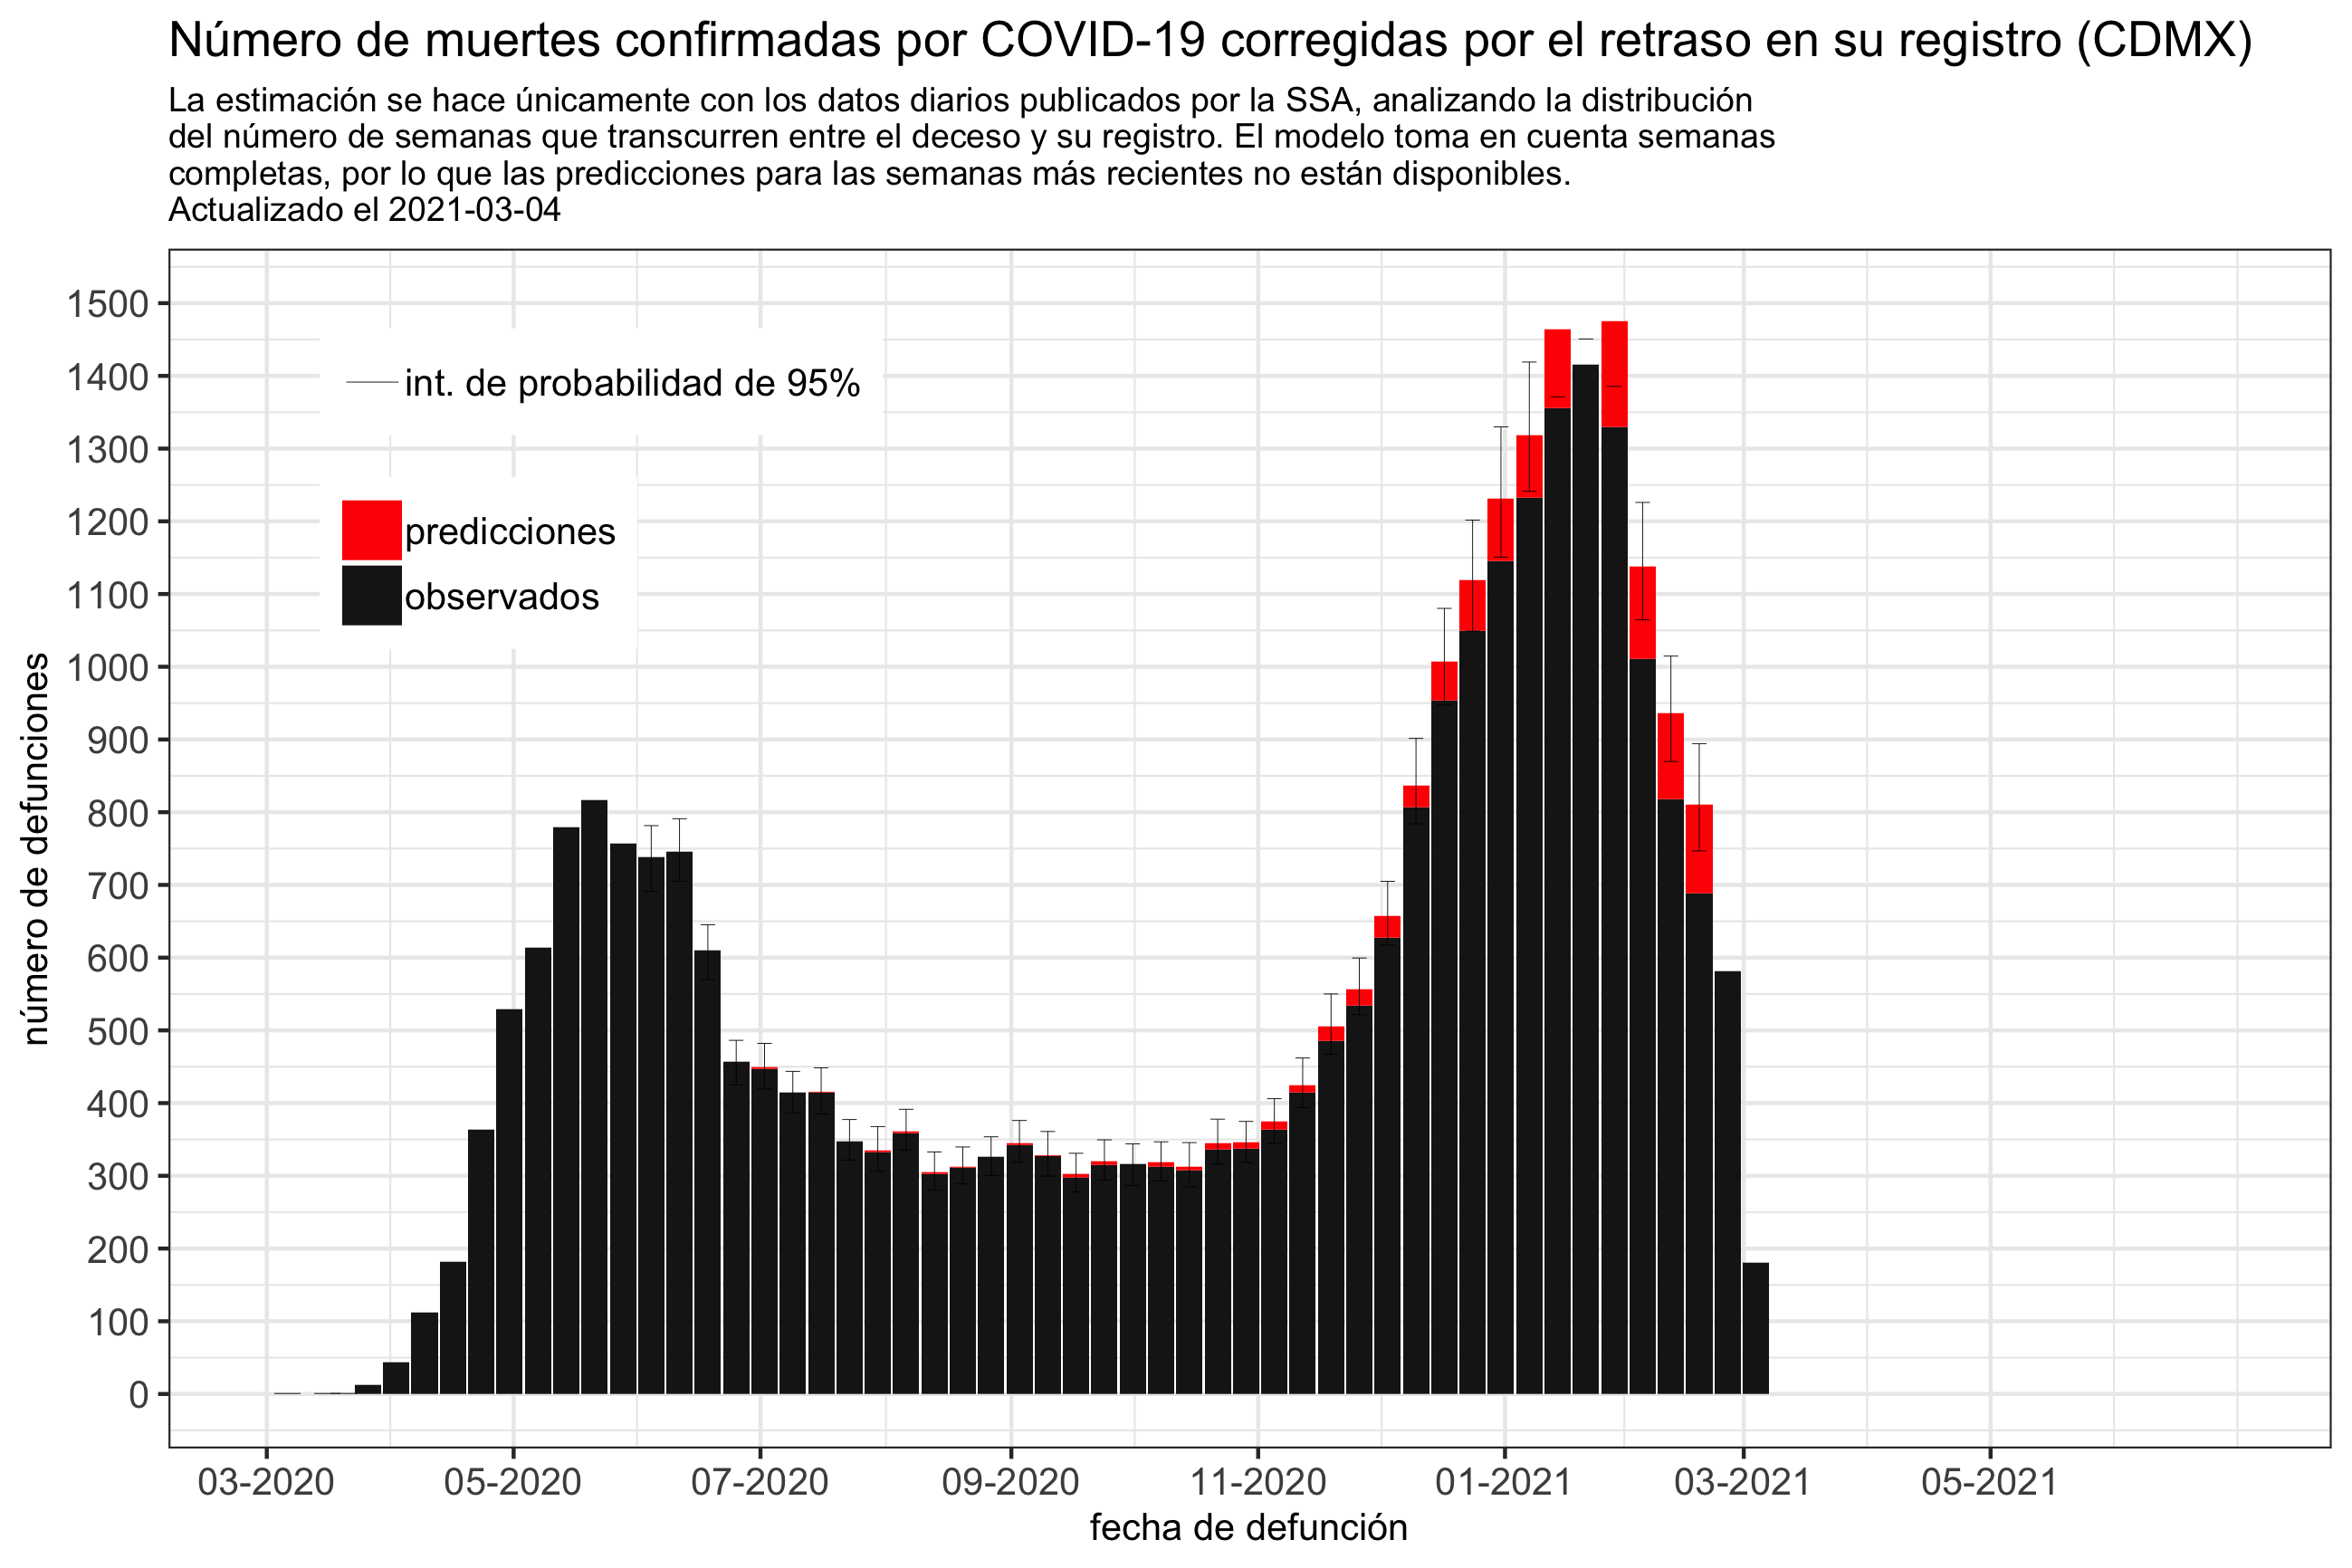 Número de muertes confirmadas por COVID-19 corregidas por el retraso en su registro (CDMX)
La estimación se hace únicamente con los datos diarios publicados por la SSA, analizando la distribución
del número de semanas que transcurren entre el deceso y su registro. El modelo toma en cuenta semanas
completas, por lo que las predicciones para las semanas más recientes no están disponibles.
Actualizado el 2021-03-04
1500
1400
1300
1200
1100
1000
900
800
700
600
500
400
300
200
100
0
número de defunciones
int. de probabilidad de 95%
predicciones
observados
03-2020 05-2020 07-2020 09-2020 11-2020 01-2021 03-2021 05-2021
fecha de defunción